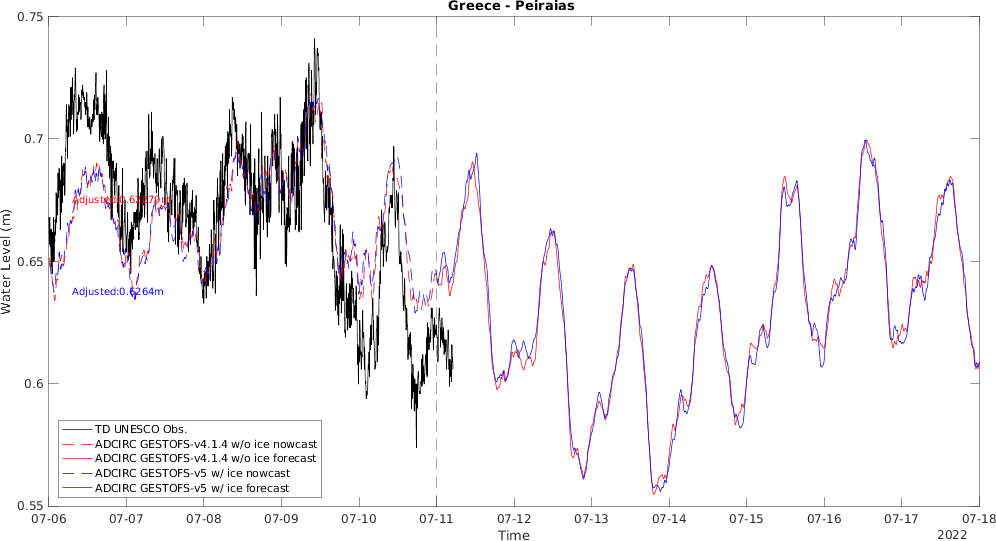 Greece - Peiraias
0.75
0.7
0.65
0.6
0.55
Water Level (m)
Adjusted:0.6264m
TD UNESCO Obs.
ADCIRC GESTOFS-v4.1.4 w/o ice nowcast
ADCIRC GESTOFS-v4.1.4 w/o ice forecast
ADCIRC GESTOFS-v5 w/ ice nowcast
ADCIRC GESTOFS-v5 w/ ice forecast
07-06 07-07 07-08 07-09 07-10 07-11 07-12 07-13 07-14 07-15 07-16 07-17 07-18
Time
2022